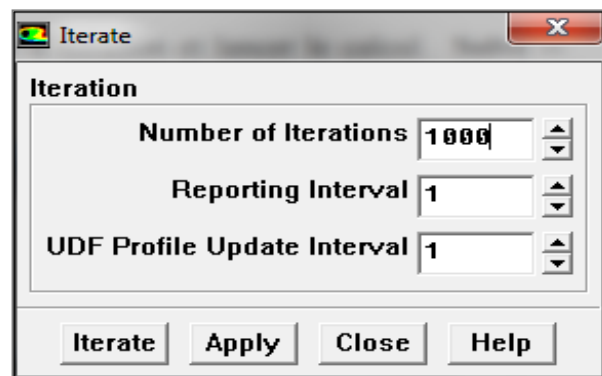 Iterate
Iteration
Number of Iterations 1000
Reporting Interval 1
UDF Profile Update Interval 1
Iterate Apply Close Help